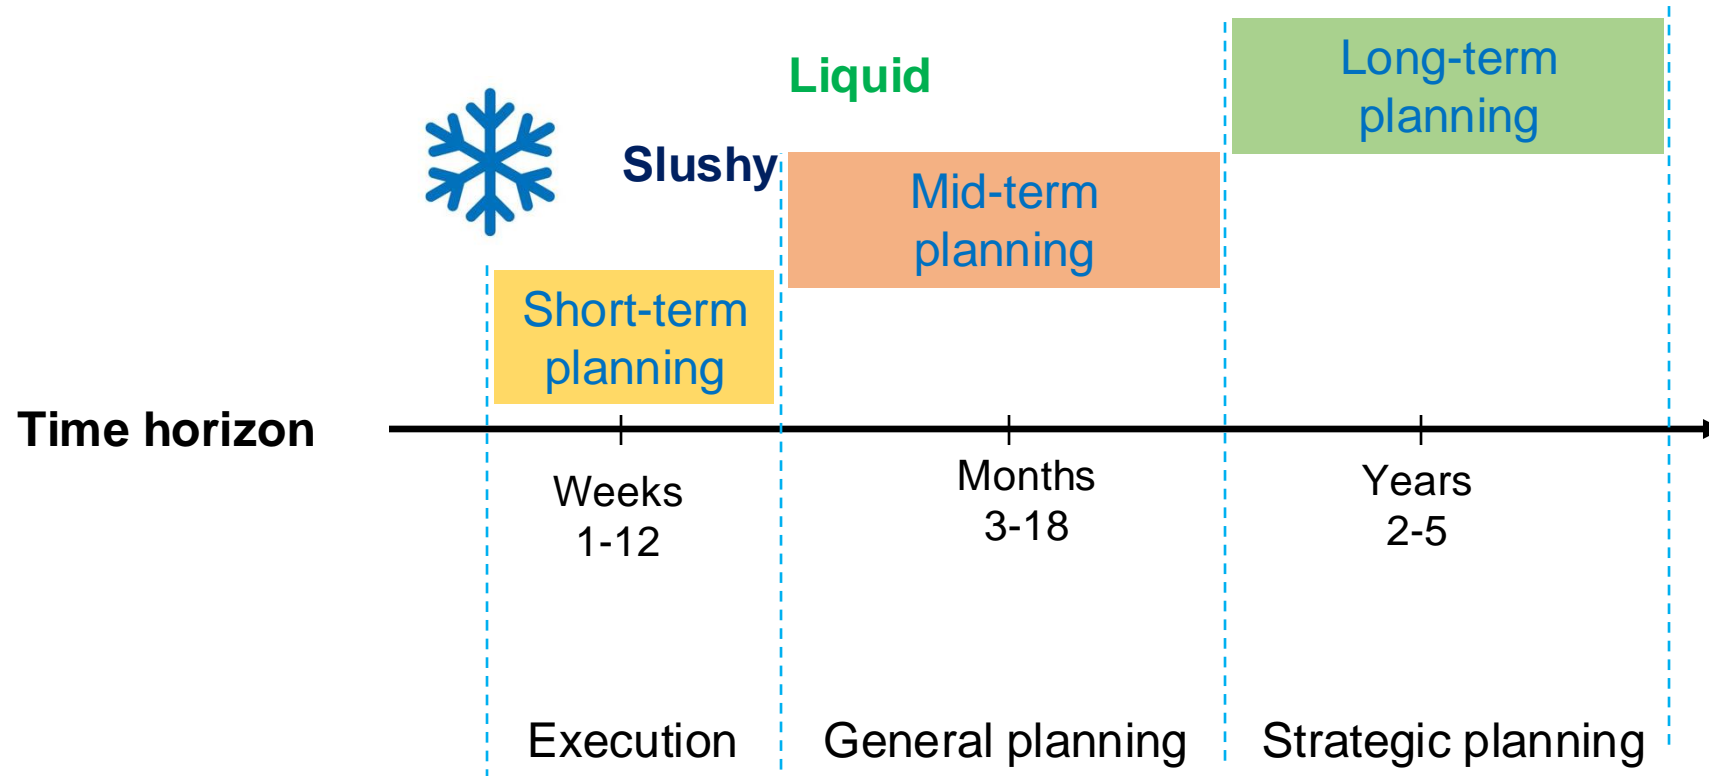 Liquid
Slushy
Long-term
planning
Mid-term
planning
Short-term
planning
Time horizon
Weeks
1-12
Months
3-18
Years
2-5
Execution
General planning
Strategic planning